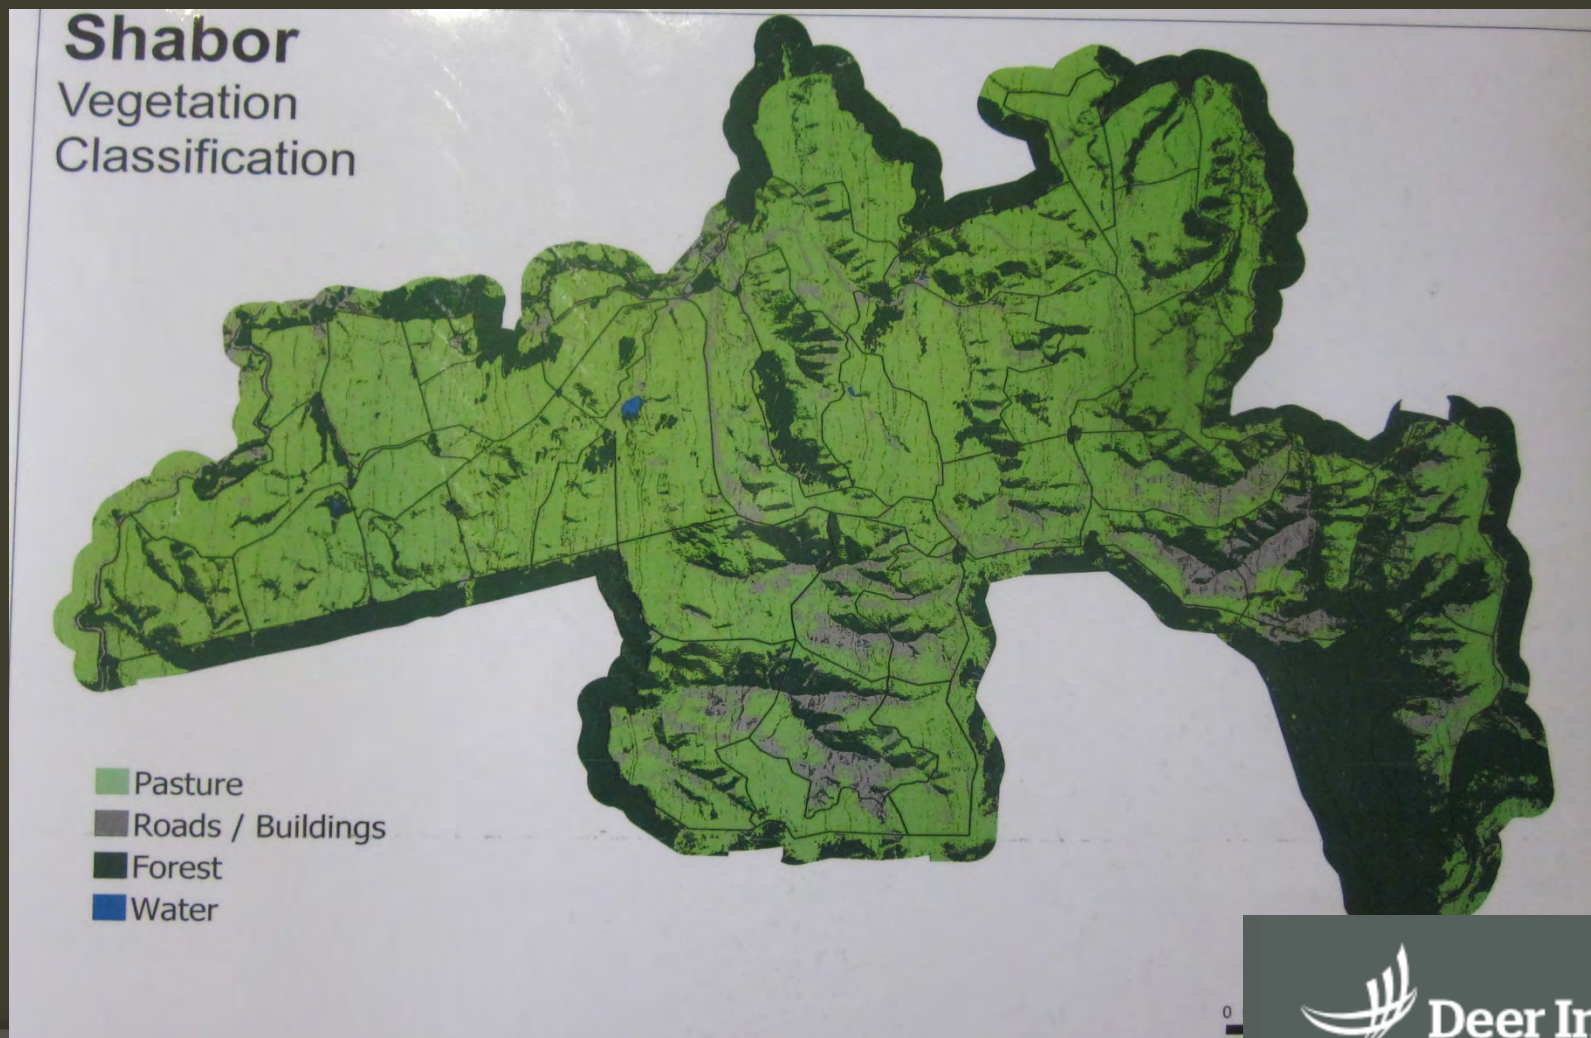 Shabor
Vegetation
Classification
Pasture
Roads / Buildings
Forest
Water
0
Deer In